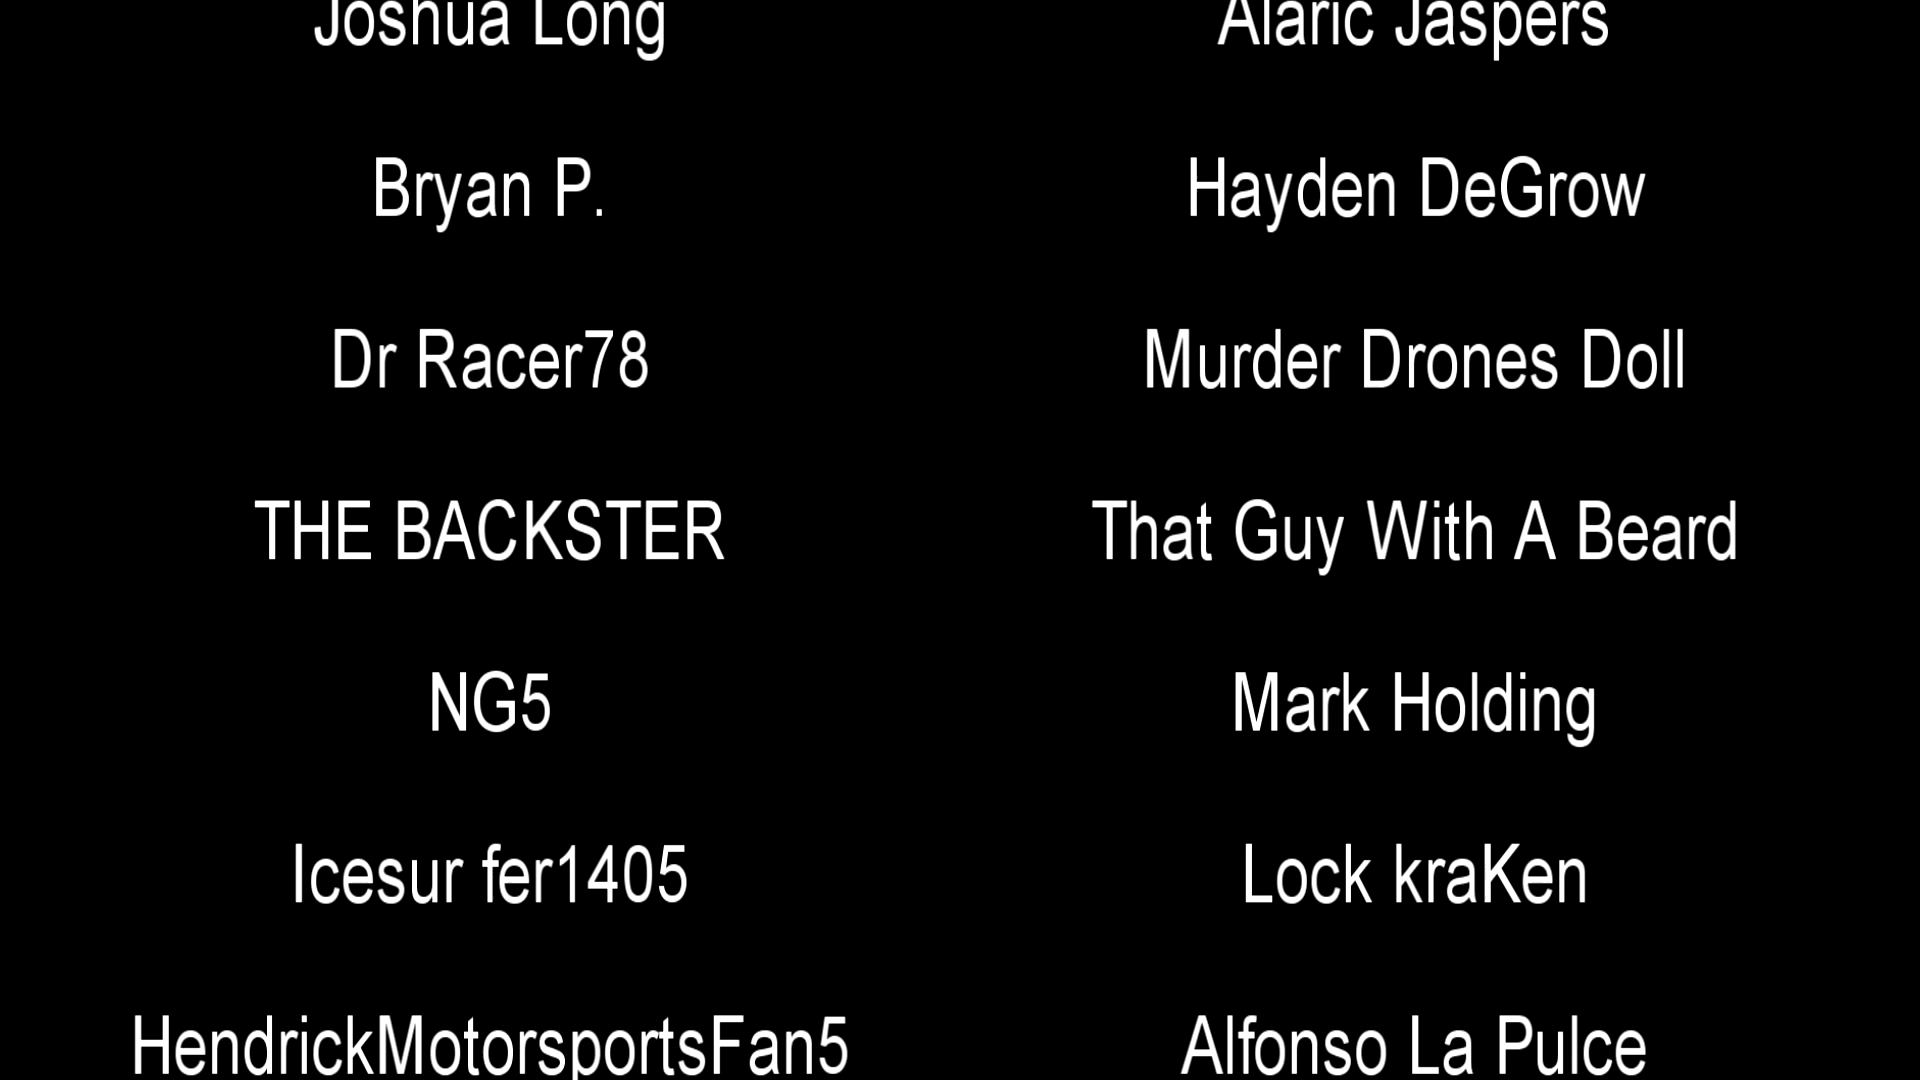 Joshua Long
Alaric Jaspers
Bryan P.
Hayden DeGrow
Dr Racer78
Murder Drones Doll
THE BACKSTER
That Guy With A Beard
NG5
Mark Holding
Icesur fer1405
Lock kraKen
HendrickMotorsportsFan5
Alfonso La Pulce